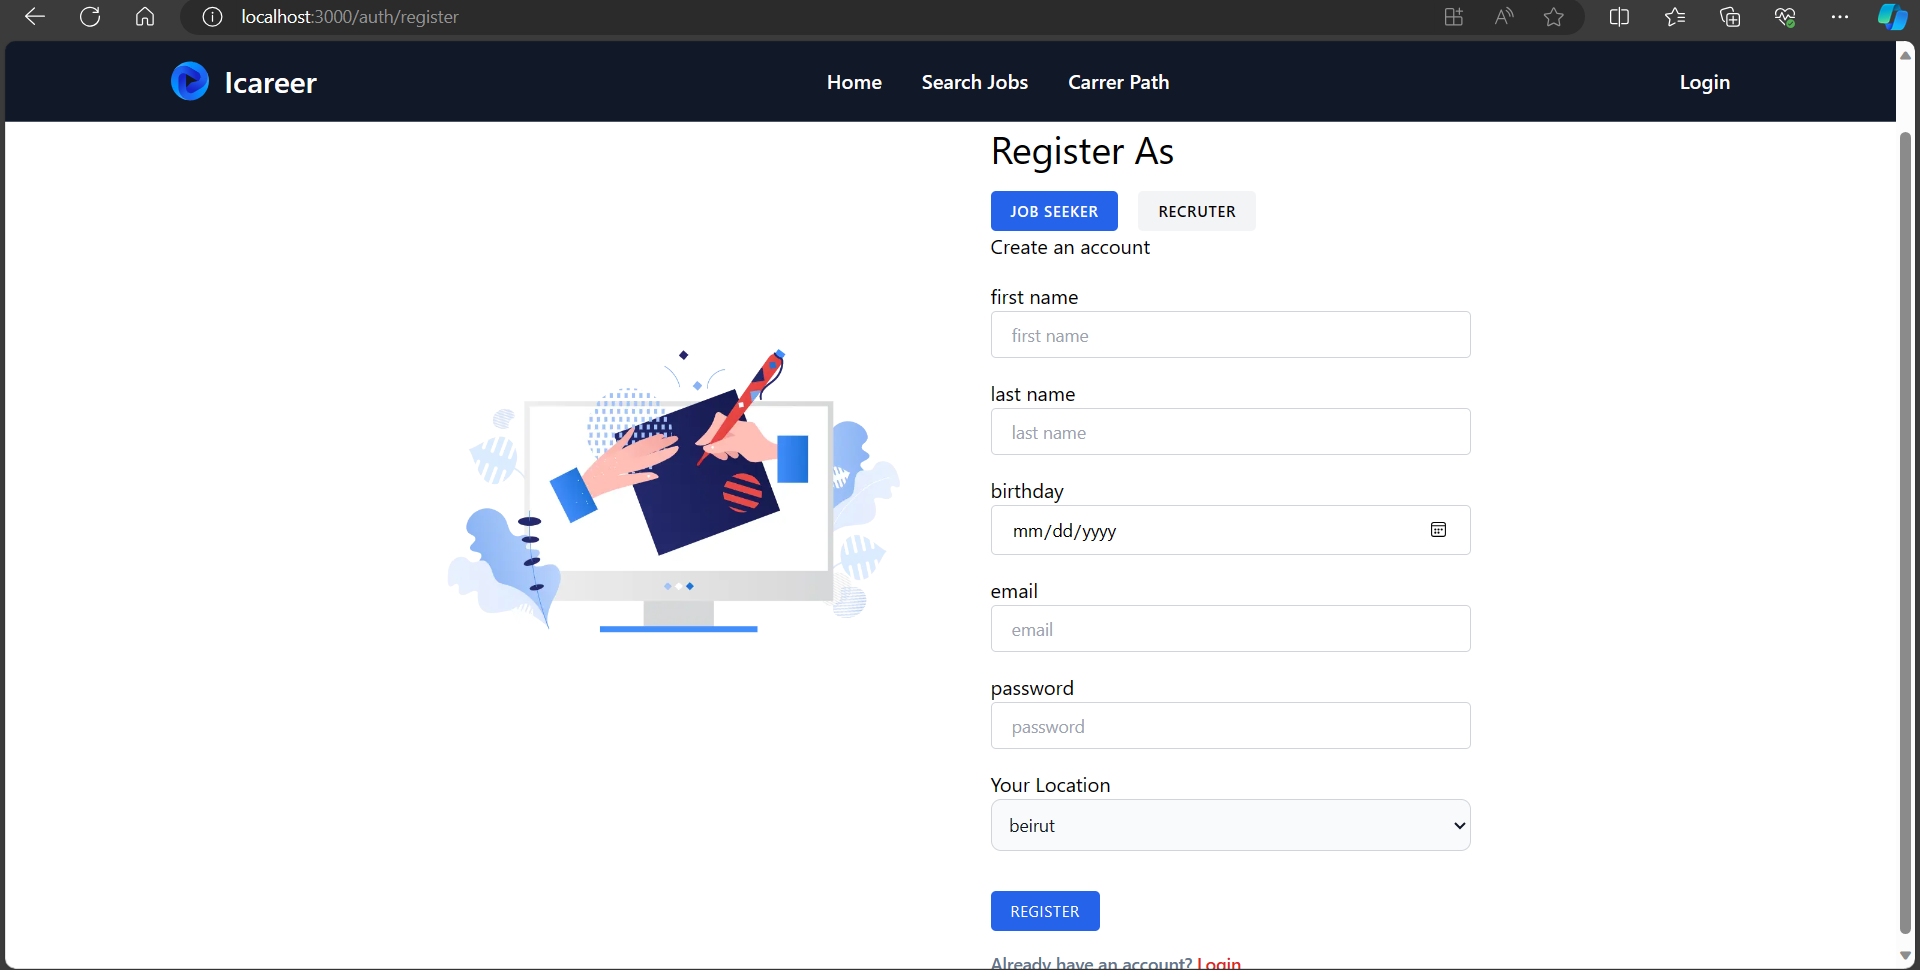 localhost:3000/auth/register
Icareer
Home
Search Jobs
Carrer Path
Login
Register As
JOB SEEKER
RECRUTER
Create an account
first name
first name
last name
last name
birthday
mm/dd/yyyy
email
email
password
password
Your Location
beirut
REGISTER
Already have an account? Login